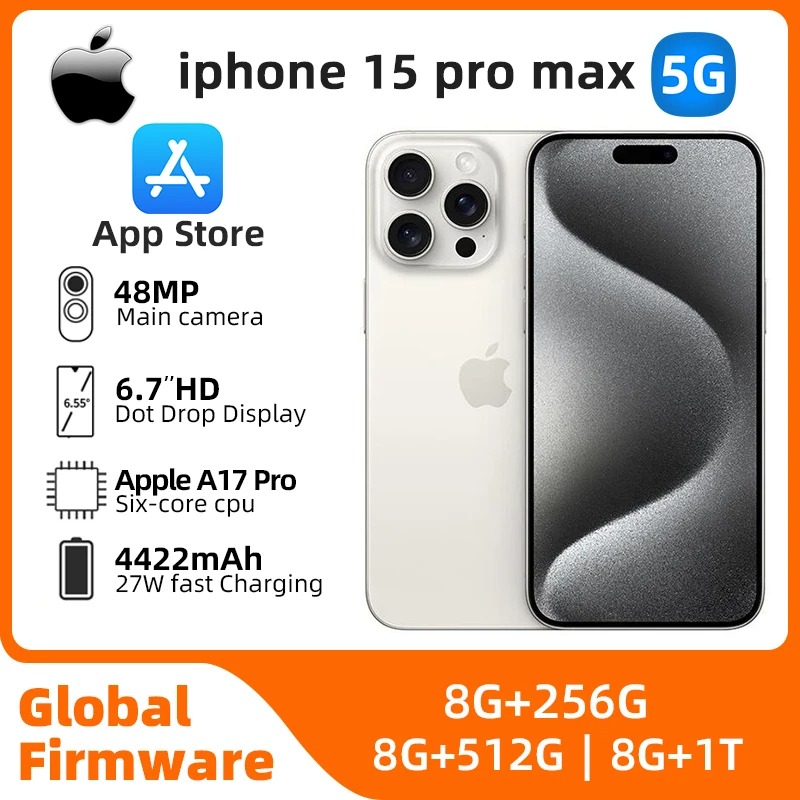 iphone 15 pro max 5G
App Store
48MP
Main camera
6.7''HD
6.55°
Dot Drop Display
Apple A17 Pro
Six-core cpu
4422mAh
27W fast Charging
Global
Firmware
8G+256G
8G+512G | 8G+1T